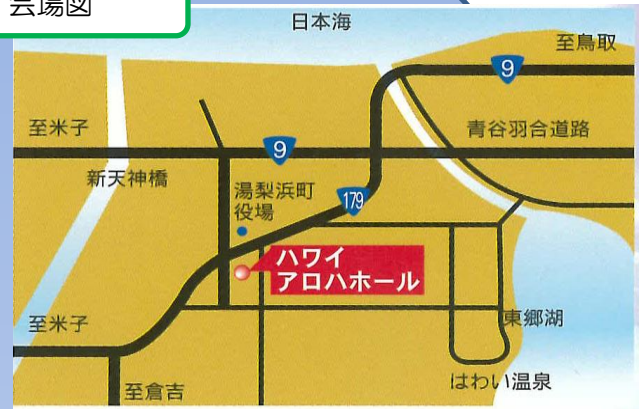 会場図
日本海
至鳥取
9
至米子
青谷羽合道路
9
新天神橋
湯梨浜町
役場
179
ハワイ
アロハホール
至米子
東郷湖
はわい温泉
至倉吉